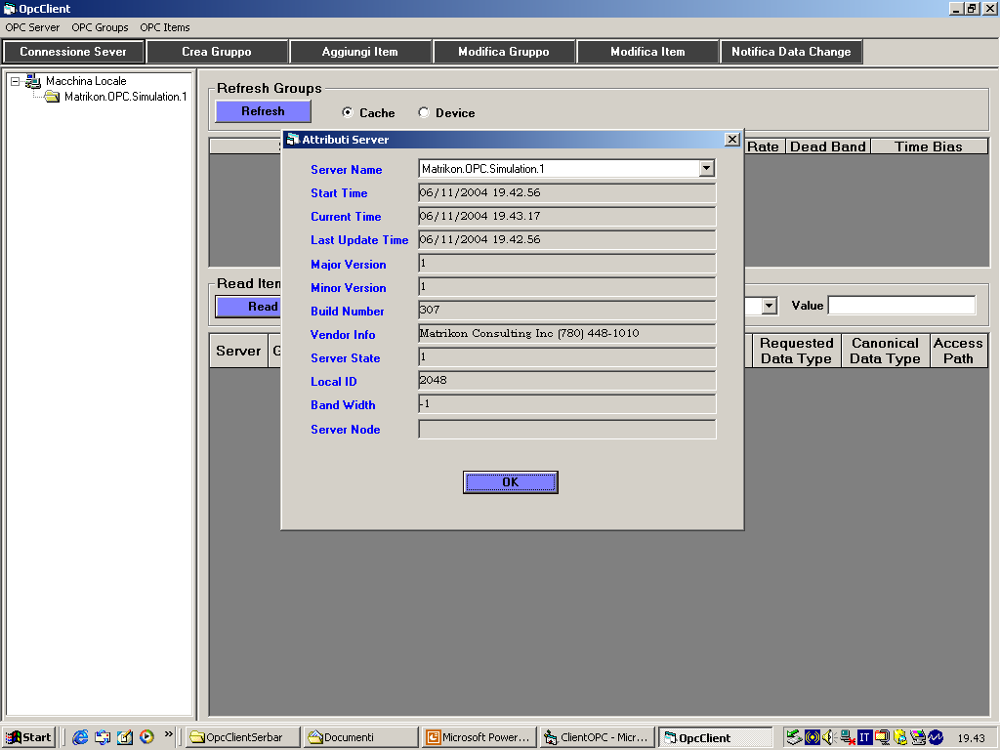 OpcClient
OPC Server OPC Groups OPC Items
Connessione Sever Crea Gruppo Aggiungi Item Modifica Gruppo Modifica Item Notifica Data Change
Macchina Locale
Matrikon.OPC.Simulation.1
Refresh Groups
Refresh Cache Device
Rate Dead Band Time Bias
Attributi Server
Server Name Matrikon.OPC.Simulation.1
Start Time 06/11/2004 19.42.56
Current Time 06/11/2004 19.43.17
Last Update Time 06/11/2004 19.42.56
Major Version 1
Minor Version 1
Build Number 307
Vendor Info Matrikon Consulting Inc (780) 448-1010
Server State 1
Local ID 2048
Band Width -1
Server Node
OK
Read Iten
Read Value
Server G Requested Data Type Canonical Data Type Access Path
Start » OpcClientSerbar Documenti Microsoft Power... ClientOPC - Micr... OpcClient IT 19.43